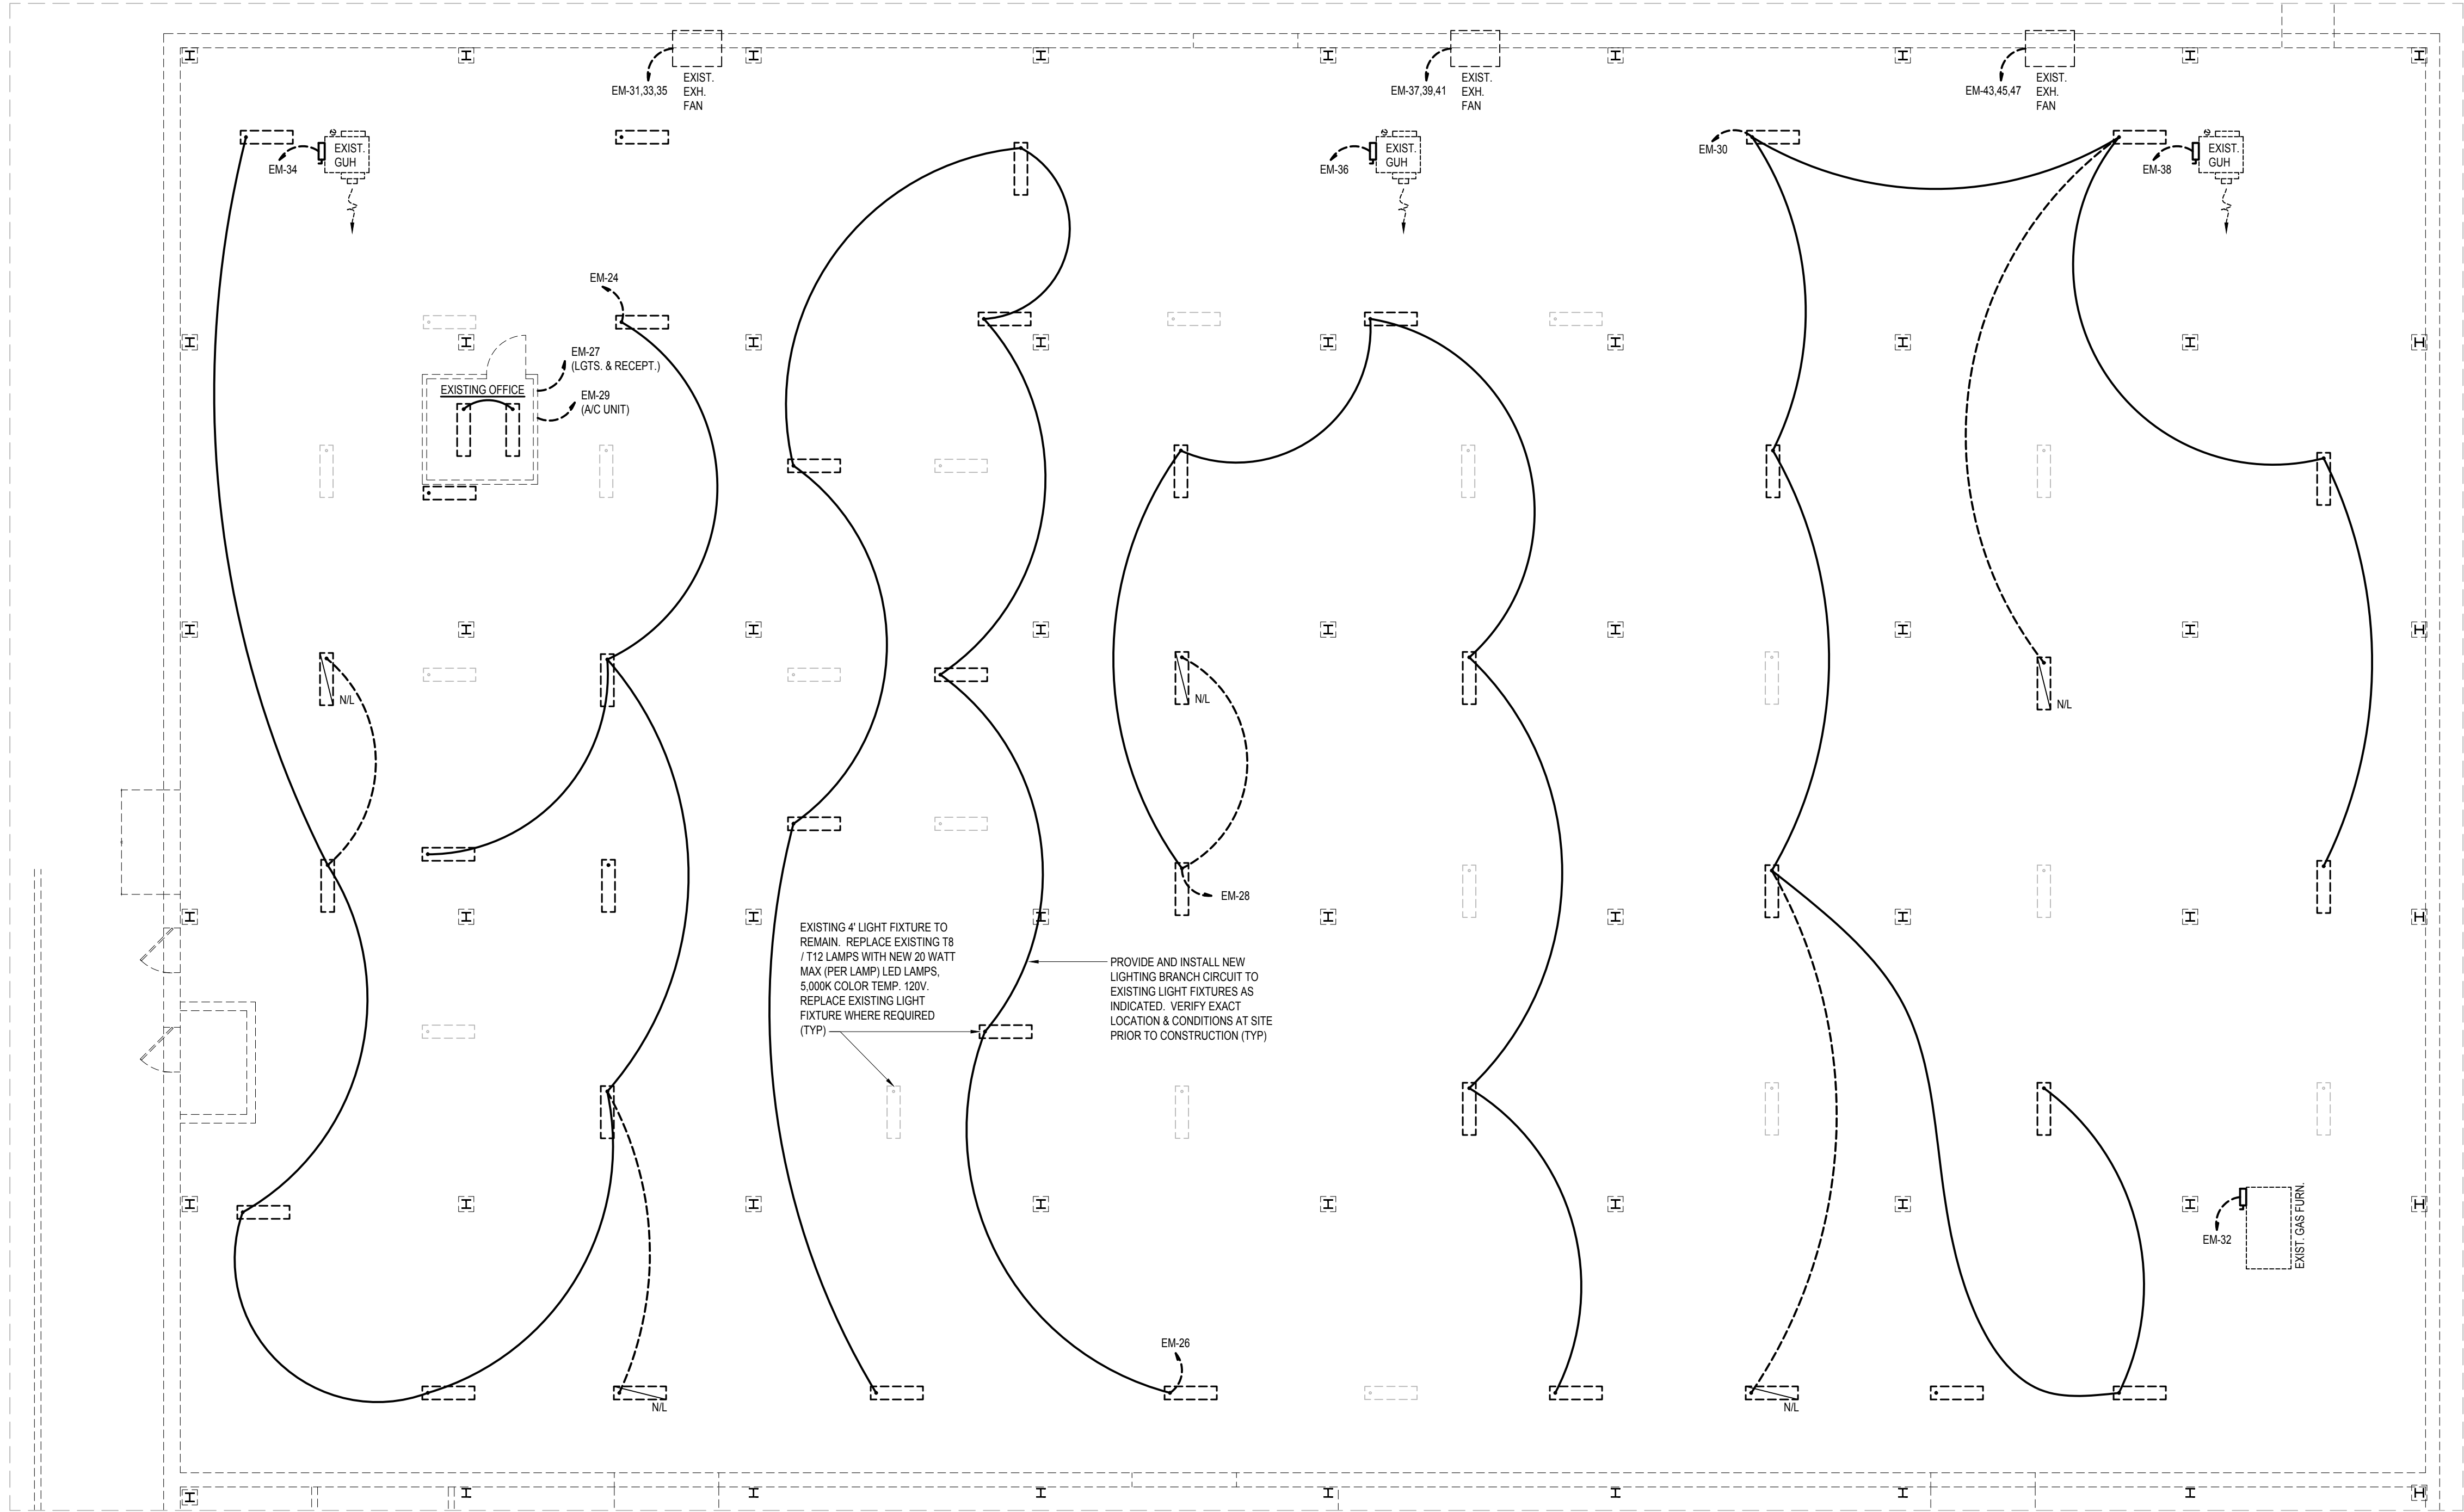 EM-31,33,35
EXIST.
EXH.
FAN
EM-37,39,41
EXIST.
EXH.
FAN
EM-43,45,47
EXIST.
EXH.
FAN
EM-34
EXIST.
GUH
EM-36
EXIST.
GUH
EM-30
EM-38
EXIST.
GUH
EM-24
EM-27
(LGTS. & RECEPT.)
EXISTING OFFICE
EM-29
(A/C UNIT)
N/L
N/L
N/L
EM-28
EXISTING 4' LIGHT FIXTURE TO
REMAIN. REPLACE EXISTING T8
/ T12 LAMPS WITH NEW 20 WATT
MAX (PER LAMP) LED LAMPS,
5,000K COLOR TEMP. 120V.
REPLACE EXISTING LIGHT
FIXTURE WHERE REQUIRED
(TYP)
PROVIDE AND INSTALL NEW
LIGHTING BRANCH CIRCUIT TO
EXISTING LIGHT FIXTURES AS
INDICATED. VERIFY EXACT
LOCATION & CONDITIONS AT SITE
PRIOR TO CONSTRUCTION (TYP)
EM-32
EXIST. GAS FURN.
EM-26
N/L
N/L